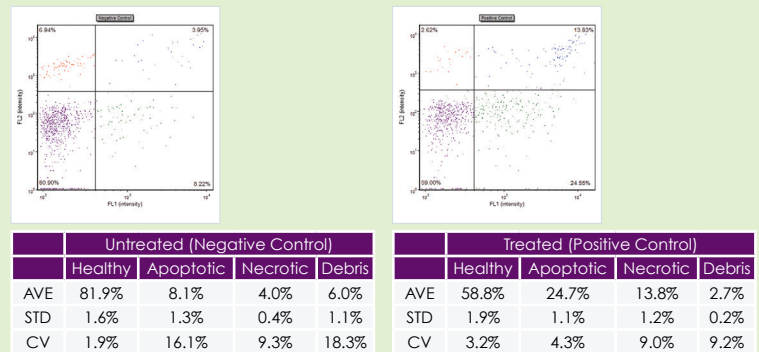 Negative Control
6.94% 3.95%
FL2 (intensity)
80.90% 8.22%
FL1 (intensity)
Positive Control
2.62% 13.83%
FL2 (intensity)
59.00% 24.55%
FL1 (intensity)
Untreated (Negative Control)
Healthy Apoptotic Necrotic Debris
AVE 81.9% 8.1% 4.0% 6.0%
STD 1.6% 1.3% 0.4% 1.1%
CV 1.9% 16.1% 9.3% 18.3%
Treated (Positive Control)
Healthy Apoptotic Necrotic Debris
AVE 58.8% 24.7% 13.8% 2.7%
STD 1.9% 1.1% 1.2% 0.2%
CV 3.2% 4.3% 9.0% 9.2%